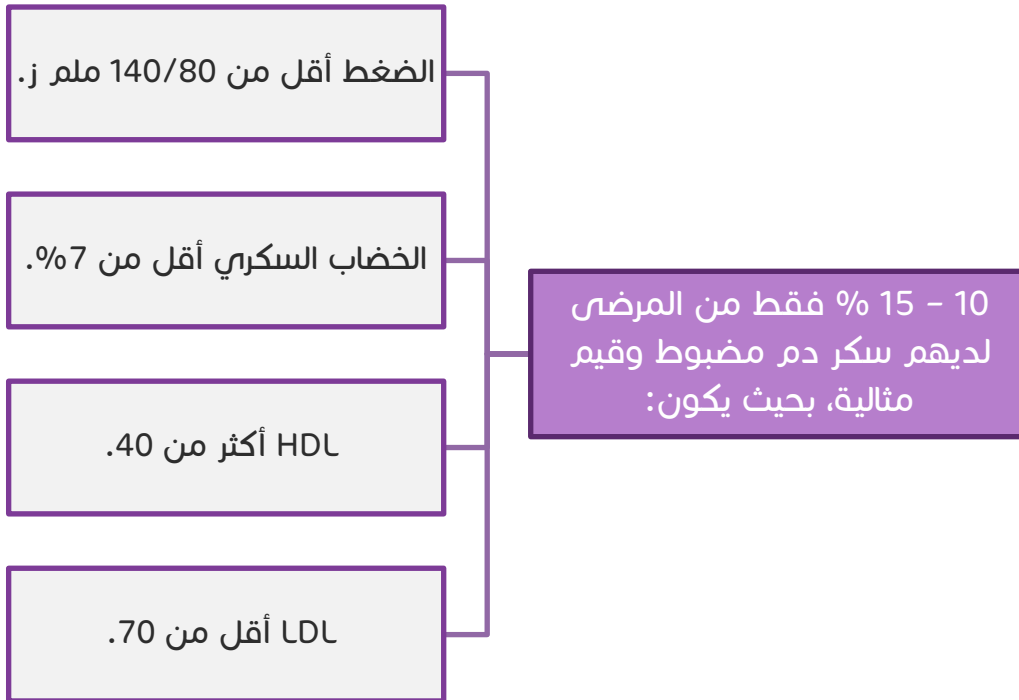 10 – 15 % فقط من المرضى
لديهم سكر دم مضبوط وقيم
مثالية، بحيث يكون:
الضغط أقل من 140/80 ملم ز.
الخضاب السكري أقل من 7%.
HDL أكثر من 40.
LDL أقل من 70.